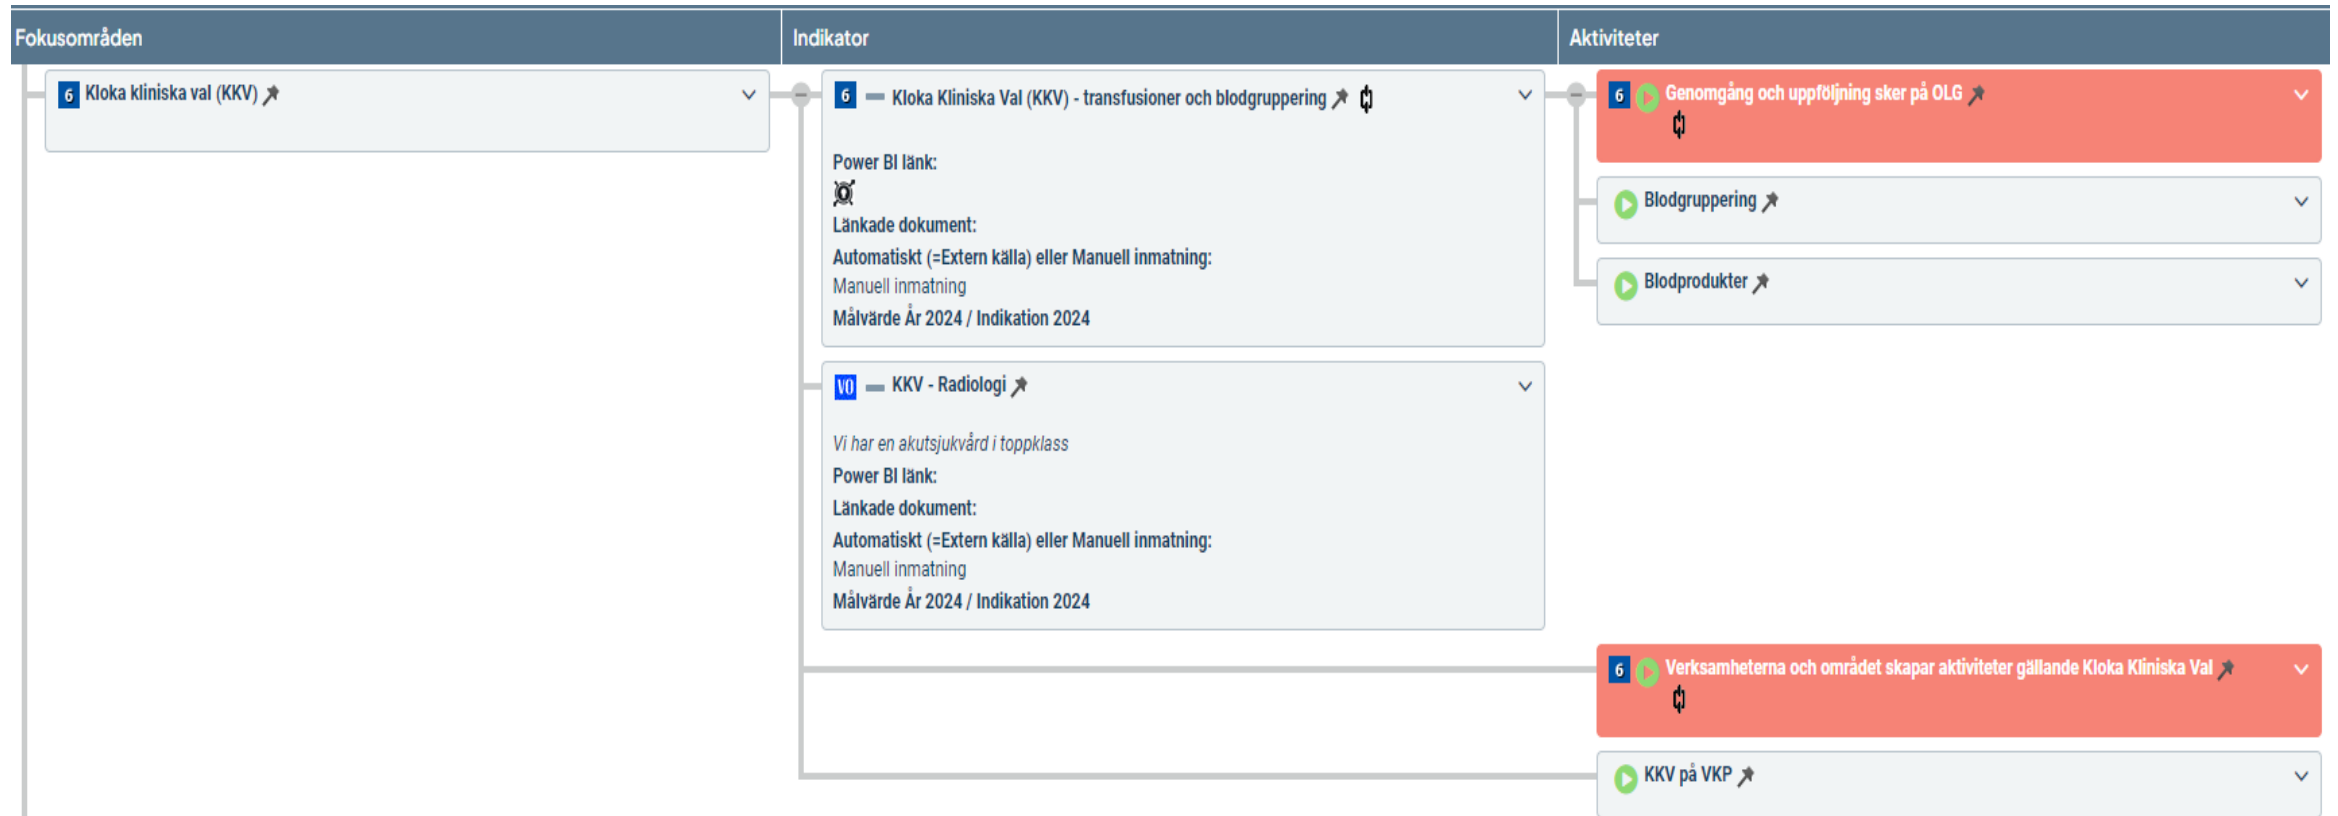 Fokusområden
Indikator
Aktiviteter
6 Kloka kliniska val (KKV)
6 Kloka Kliniska Val (KKV) - transfusioner och blodgruppering
Power BI länk:
Länkade dokument:
Automatiskt (=Extern källa) eller Manuell inmatning:
Manuell inmatning
Målvärde År 2024 / Indikation 2024
VO KKV - Radiologi
Vi har en akutsjukvård i toppklass
Power BI länk:
Länkade dokument:
Automatiskt (=Extern källa) eller Manuell inmatning:
Manuell inmatning
Målvärde År 2024 / Indikation 2024
6 Genomgång och uppföljning sker på OLG
Blodgruppering
Blodprodukter
6 Verksamheterna och området skapar aktiviteter gällande Kloka Kliniska Val
KKV på VKP